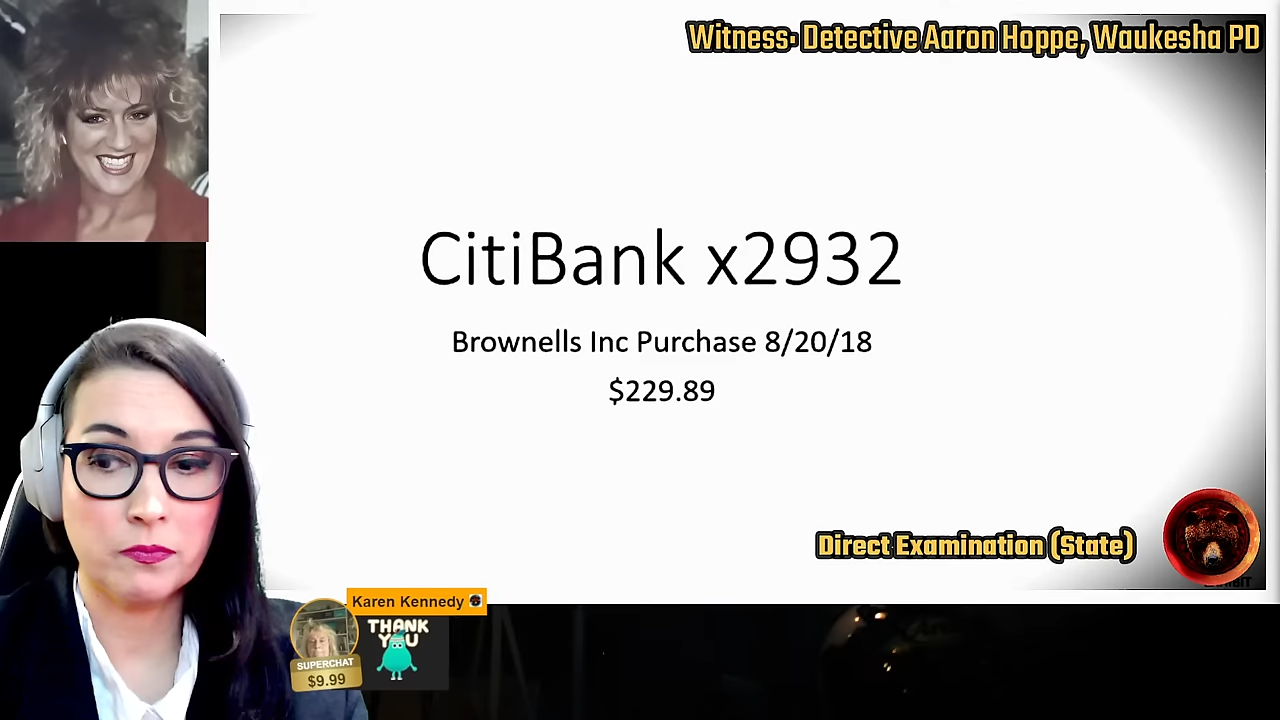 Witness: Detective Aaron Hoppe, Waukesha PD
CitiBank x2932
Brownells Inc Purchase 8/20/18
$229.89
Direct Examination (State)
Karen Kennedy
THANK
YOU
SUPERCHAT
$9.99